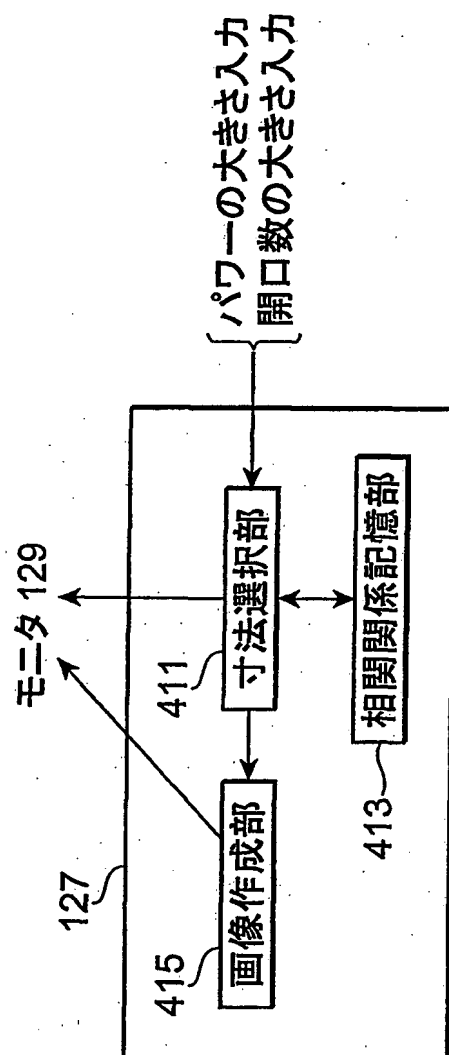 モニタ 129
127
415
画像作成部
411
寸法選択部
パワーの大きさ入力
開口数の大きさ入力
413
相関関係記憶部